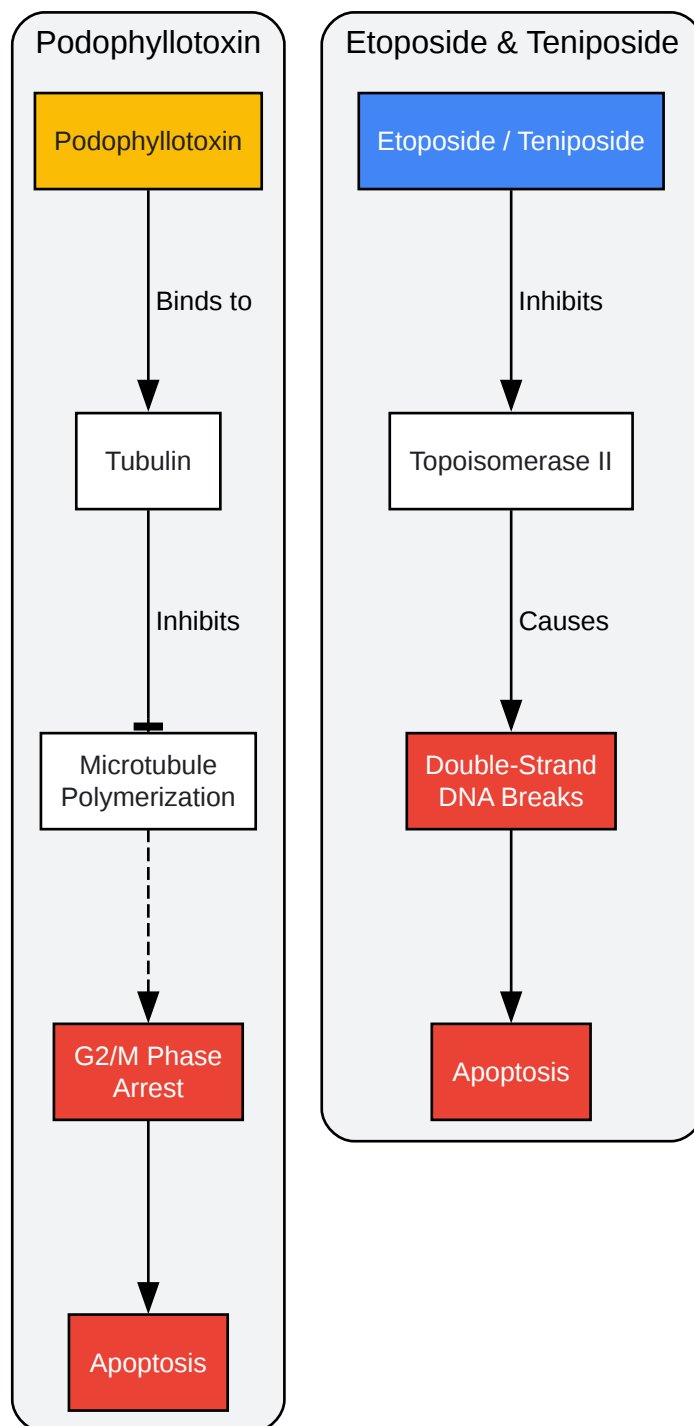 Podophyllotoxin
Podophyllotoxin
Binds to
Tubulin
Inhibits
Microtubule
Polymerization
G2/M Phase
Arrest
Apoptosis
Etoposide & Teniposide
Etoposide / Teniposide
Inhibits
Topoisomerase II
Causes
Double-Strand
DNA Breaks
Apoptosis